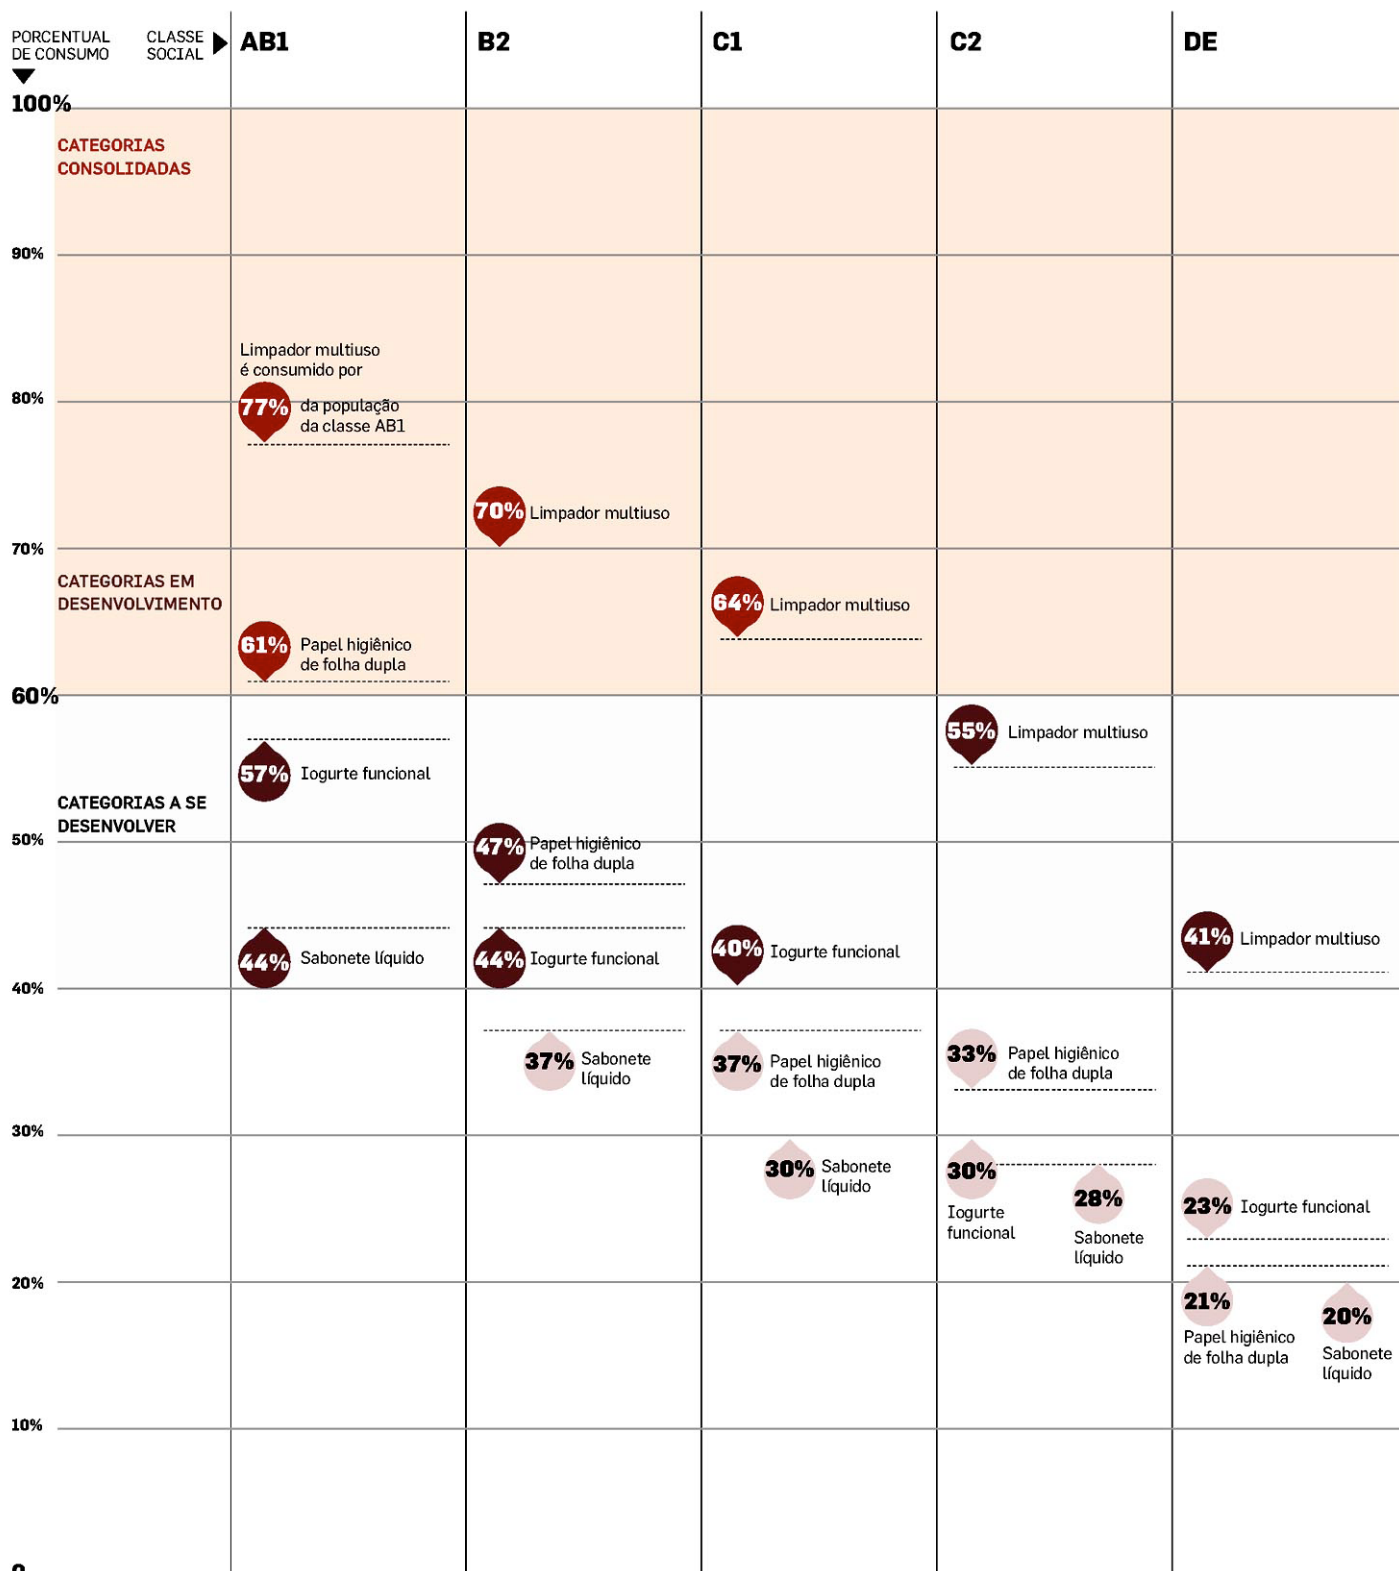 PORCENTUAL
DE CONSUMO
CLASSE
SOCIAL
AB1
B2
C1
C2
DE
100%
CATEGORIAS
CONSOLIDADAS
90%
Limpador multiuso
é consumido por
80%
77%
da população
da classe AB1
70%
Limpador multiuso
70%
CATEGORIAS EM
DESENVOLVIMENTO
64%
Limpador multiuso
61%
Papel higiênico
de folha dupla
60%
55%
Limpador multiuso
57%
Iogurte funcional
CATEGORIAS A SE
DESENVOLVER
50%
47%
Papel higiênico
de folha dupla
44%
Sabonete líquido
44%
Iogurte funcional
40%
Iogurte funcional
41%
Limpador multiuso
40%
37%
Sabonete
líquido
37%
Papel higiênico
de folha dupla
33%
Papel higiênico
de folha dupla
30%
30%
Sabonete
líquido
30%
Iogurte
funcional
28%
Sabonete
líquido
23%
Iogurte funcional
20%
21%
Papel higiênico
de folha dupla
20%
Sabonete
líquido
10%